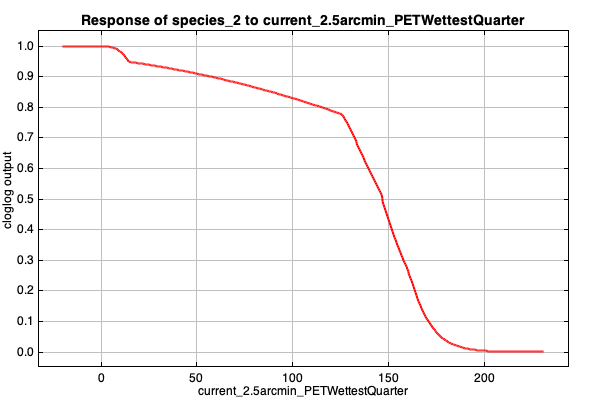 Response of species_2 to current_2.5arcmin_PETWettestQuarter
1.0
0.9
0.8
0.7
0.6
0.5
0.4
0.3
0.2
0.1
0.0
cloglog output
0 50 100 150 200
current_2.5arcmin_PETWettestQuarter